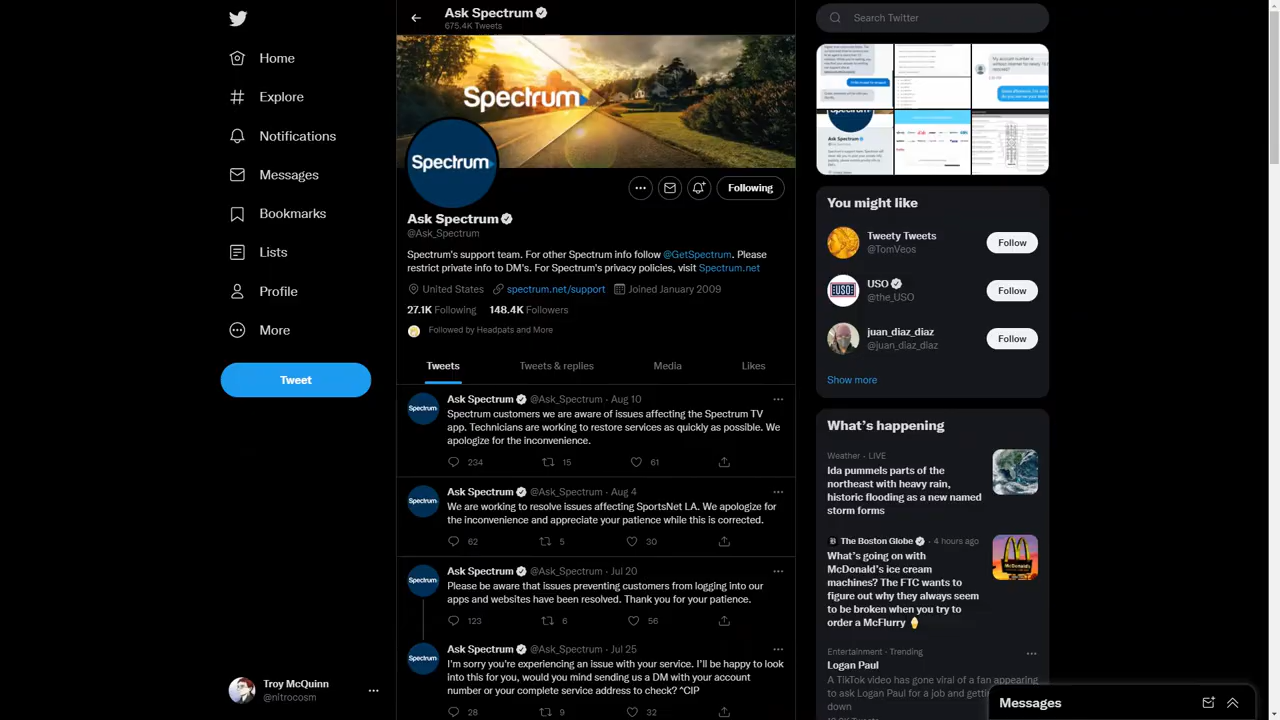 Ask Spectrum
675.4K Tweets
Search Twitter
Home
Explore
Notifications
Messages
Bookmarks
Lists
Profile
More
Tweet
Troy McQuinn
@nltrocosm
Spectrum
Spectrum
Following
Ask Spectrum
@Ask_Spectrum
Spectrum's support team. For other Spectrum info follow @GetSpectrum. Please
restrict private info to DM's. For Spectrum's privacy policies, visit Spectrum.net
United States spectrum.net/support Joined January 2009
27.1K Following 148.4K Followers
Followed by Headpats and More
Tweets Tweets & replies Media Likes
Spectrum
Ask Spectrum @Ask_Spectrum · Aug 10
Spectrum customers we are aware of issues affecting the Spectrum TV
app. Technicians are working to restore services as quickly as possible. We
apologize for the inconvenience.
234 15 61
Spectrum
Ask Spectrum @Ask_Spectrum · Aug 4
We are working to resolve issues affecting SportsNet LA. We apologize for
the inconvenience and appreciate your patience while this is corrected.
62 5 30
Spectrum
Ask Spectrum @Ask_Spectrum · Jul 20
Please be aware that issues preventing customers from logging into our
apps and websites have been resolved. Thank you for your patience.
123 6 56
Spectrum
Ask Spectrum @Ask_Spectrum · Jul 25
I'm sorry you're experiencing an issue with your service. I'll be happy to look
into this for you, would you mind sending us a DM with your account
number or your complete service address to check? ^CIP
28 9 32
Ask Spectrum
You might like
Tweety Tweets
@TomVeos
Follow
USO
USO
@the_USO
Follow
juan_diaz_diaz
@juan_diaz_diaz
Follow
Show more
What's happening
Weather · LIVE
Ida pummels parts of the
northeast with heavy rain,
historic flooding as a new named
storm forms
B The Boston Globe · 4 hours ago
What's going on with
McDonald's ice cream
machines? The FTC wants to
figure out why they always seem
to be broken when you try to
order a McFlurry
McDonald's
Entertainment · Trending
Logan Paul
A TikTok video has gone viral of a fan appearing
to ask Logan Paul for a job and
down
Messages